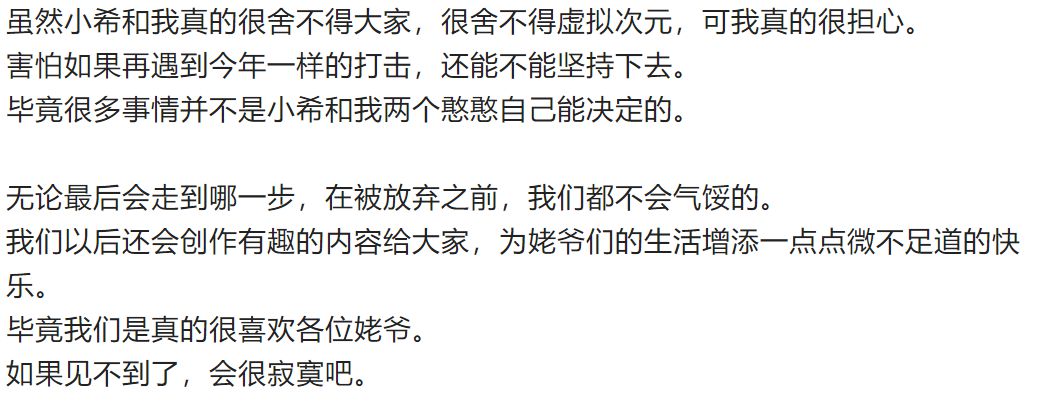 虽然小希和我真的很舍不得大家，很舍不得虚拟次元，可我真的很担心。
害怕如果再遇到今年一样的打击，还能不能坚持下去。
毕竟很多事情并不是小希和我两个憨憨自己能决定的。
无论最后会走到哪一步，在被放弃之前，我们都不会气馁的。
我们以后还会创作有趣的内容给大家，为姥爷们的生活增添一点点微不足道的快
乐。
毕竟我们是真的很喜欢各位姥爷。
如果见不到了，会很寂寞吧。